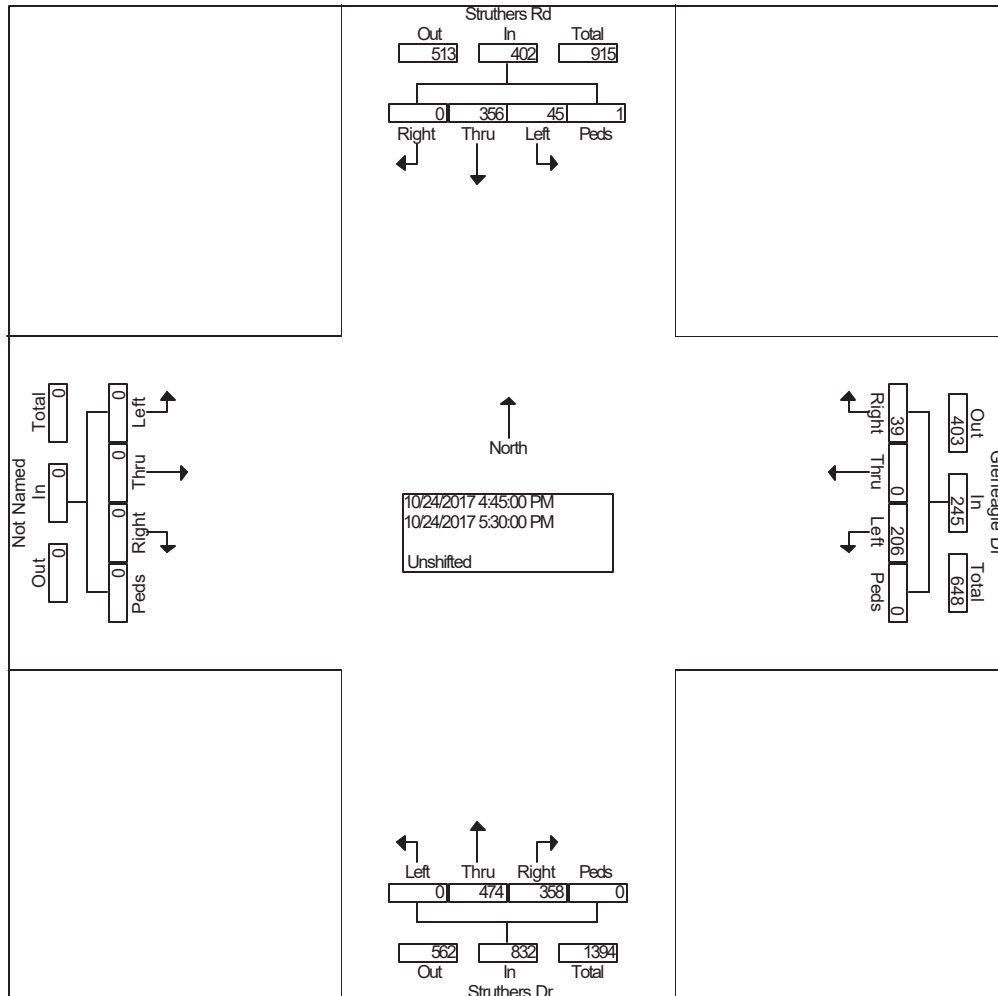 Struthers Rd
Out In Total
513 402 915
0 356 45 1
Right Thru Left Peds
Not Named
Total In Out
0 0 0
0 0 0 0
Left Thru Right Peds
North
10/24/2017 4:45:00 PM
10/24/2017 5:30:00 PM
Unshifted
Right Thru Left Peds
39 0 206 0
403 245 648
Out In Total
Gleneagle Dr
Left Thru Right Peds
0 474 358 0
562 832 1394
Out In Total
Struthers Dr